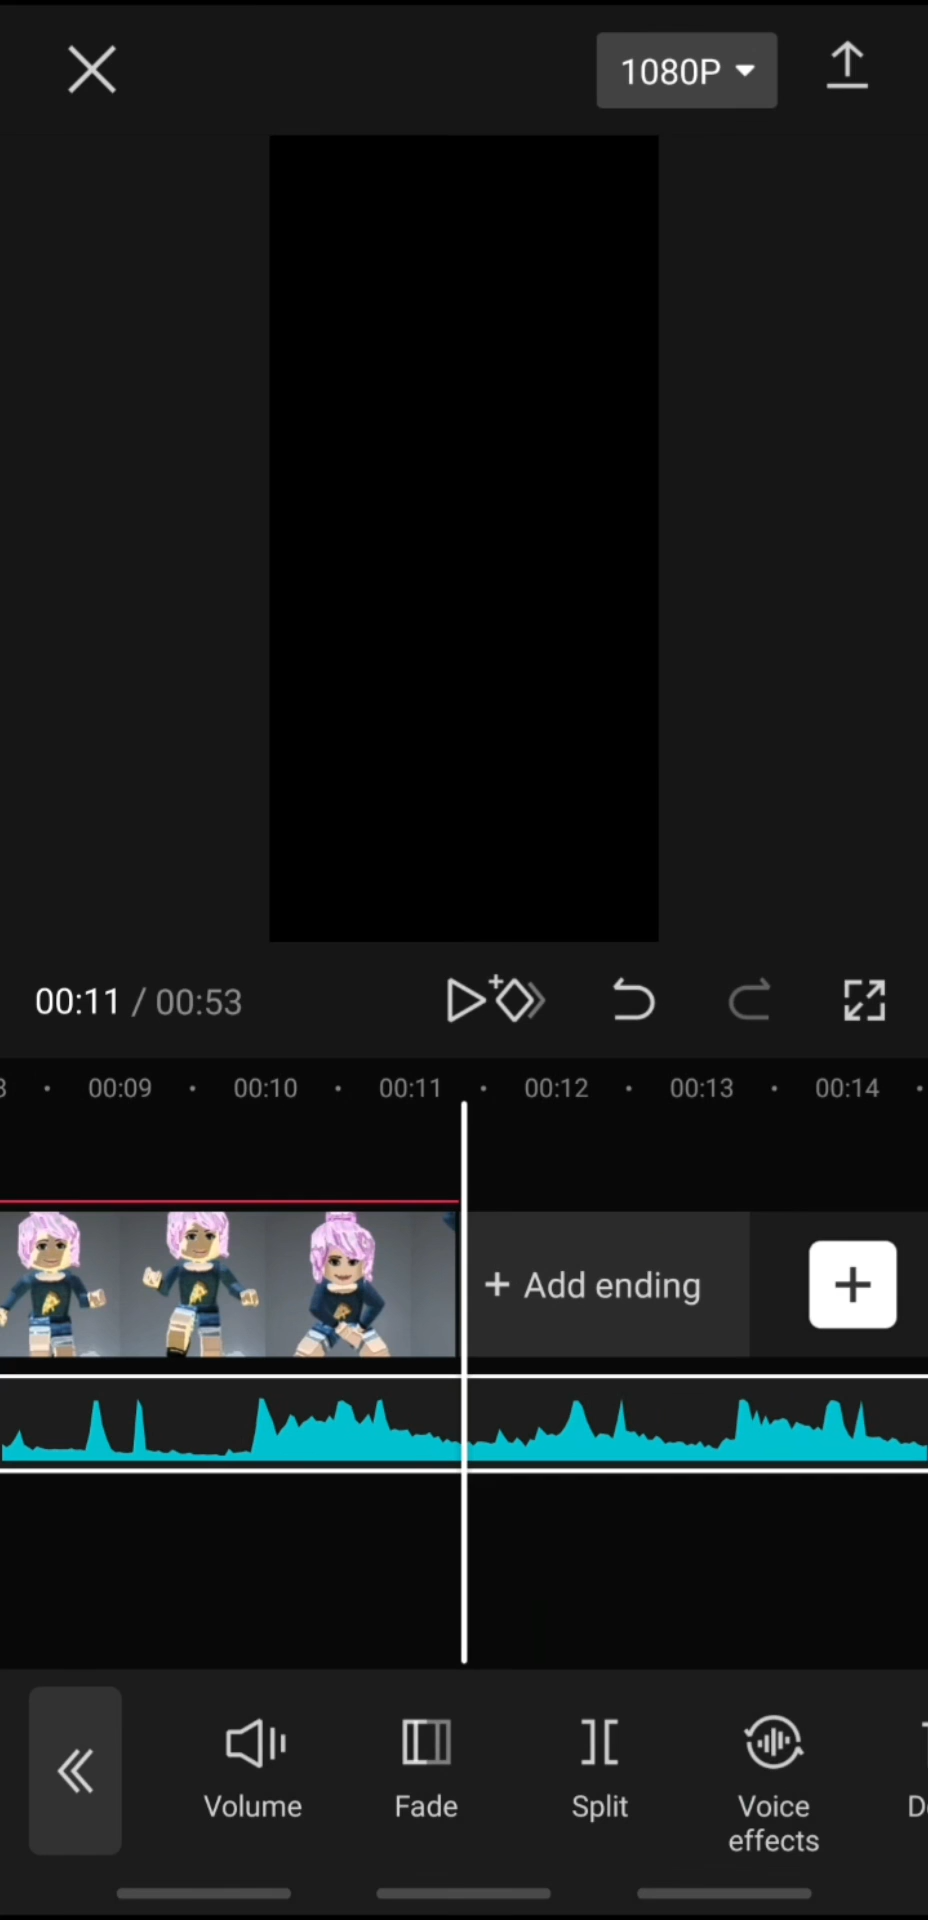 1080P
00:11 / 00:53
00:09 00:10 00:11 00:12 00:13 00:14
+ Add ending
Volume
Fade
Split
Voice
effects